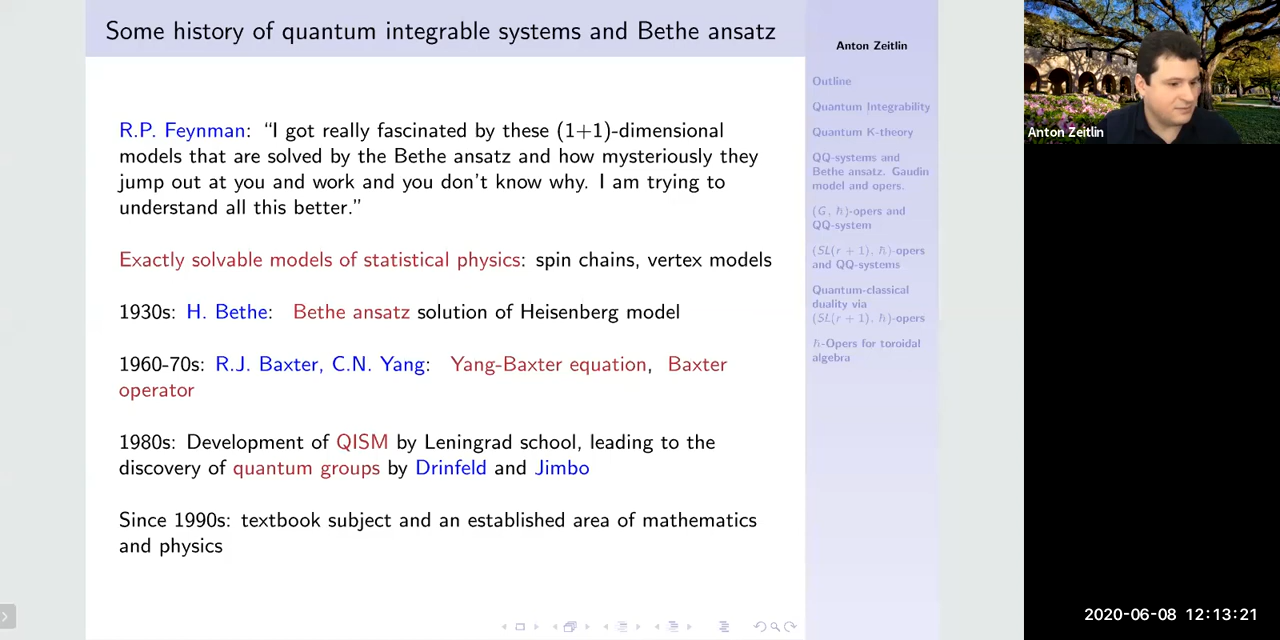 Some history of quantum integrable systems and Bethe ansatz
R.P. Feynman: “I got really fascinated by these (1+1)-dimensional
models that are solved by the Bethe ansatz and how mysteriously they
jump out at you and work and you don’t know why. I am trying to
understand all this better.”
Exactly solvable models of statistical physics: spin chains, vertex models
1930s: H. Bethe: Bethe ansatz solution of Heisenberg model
1960-70s: R.J. Baxter, C.N. Yang: Yang-Baxter equation, Baxter
operator
1980s: Development of QISM by Leningrad school, leading to the
discovery of quantum groups by Drinfeld and Jimbo
Since 1990s: textbook subject and an established area of mathematics
and physics
Anton Zeitlin
Outline
Quantum Integrability
Quantum K-theory
QQ-systems and
Bethe ansatz. Gaudin
model and opers.
(G, ℏ)-opers and
QQ-system
(SL(r + 1), ℏ)-opers
and QQ-systems
Quantum-classical
duality via
(SL(r + 1), ℏ)-opers
ℏ-Opers for toroidal
algebra
Anton Zeitlin
2020-06-08 12:13:21